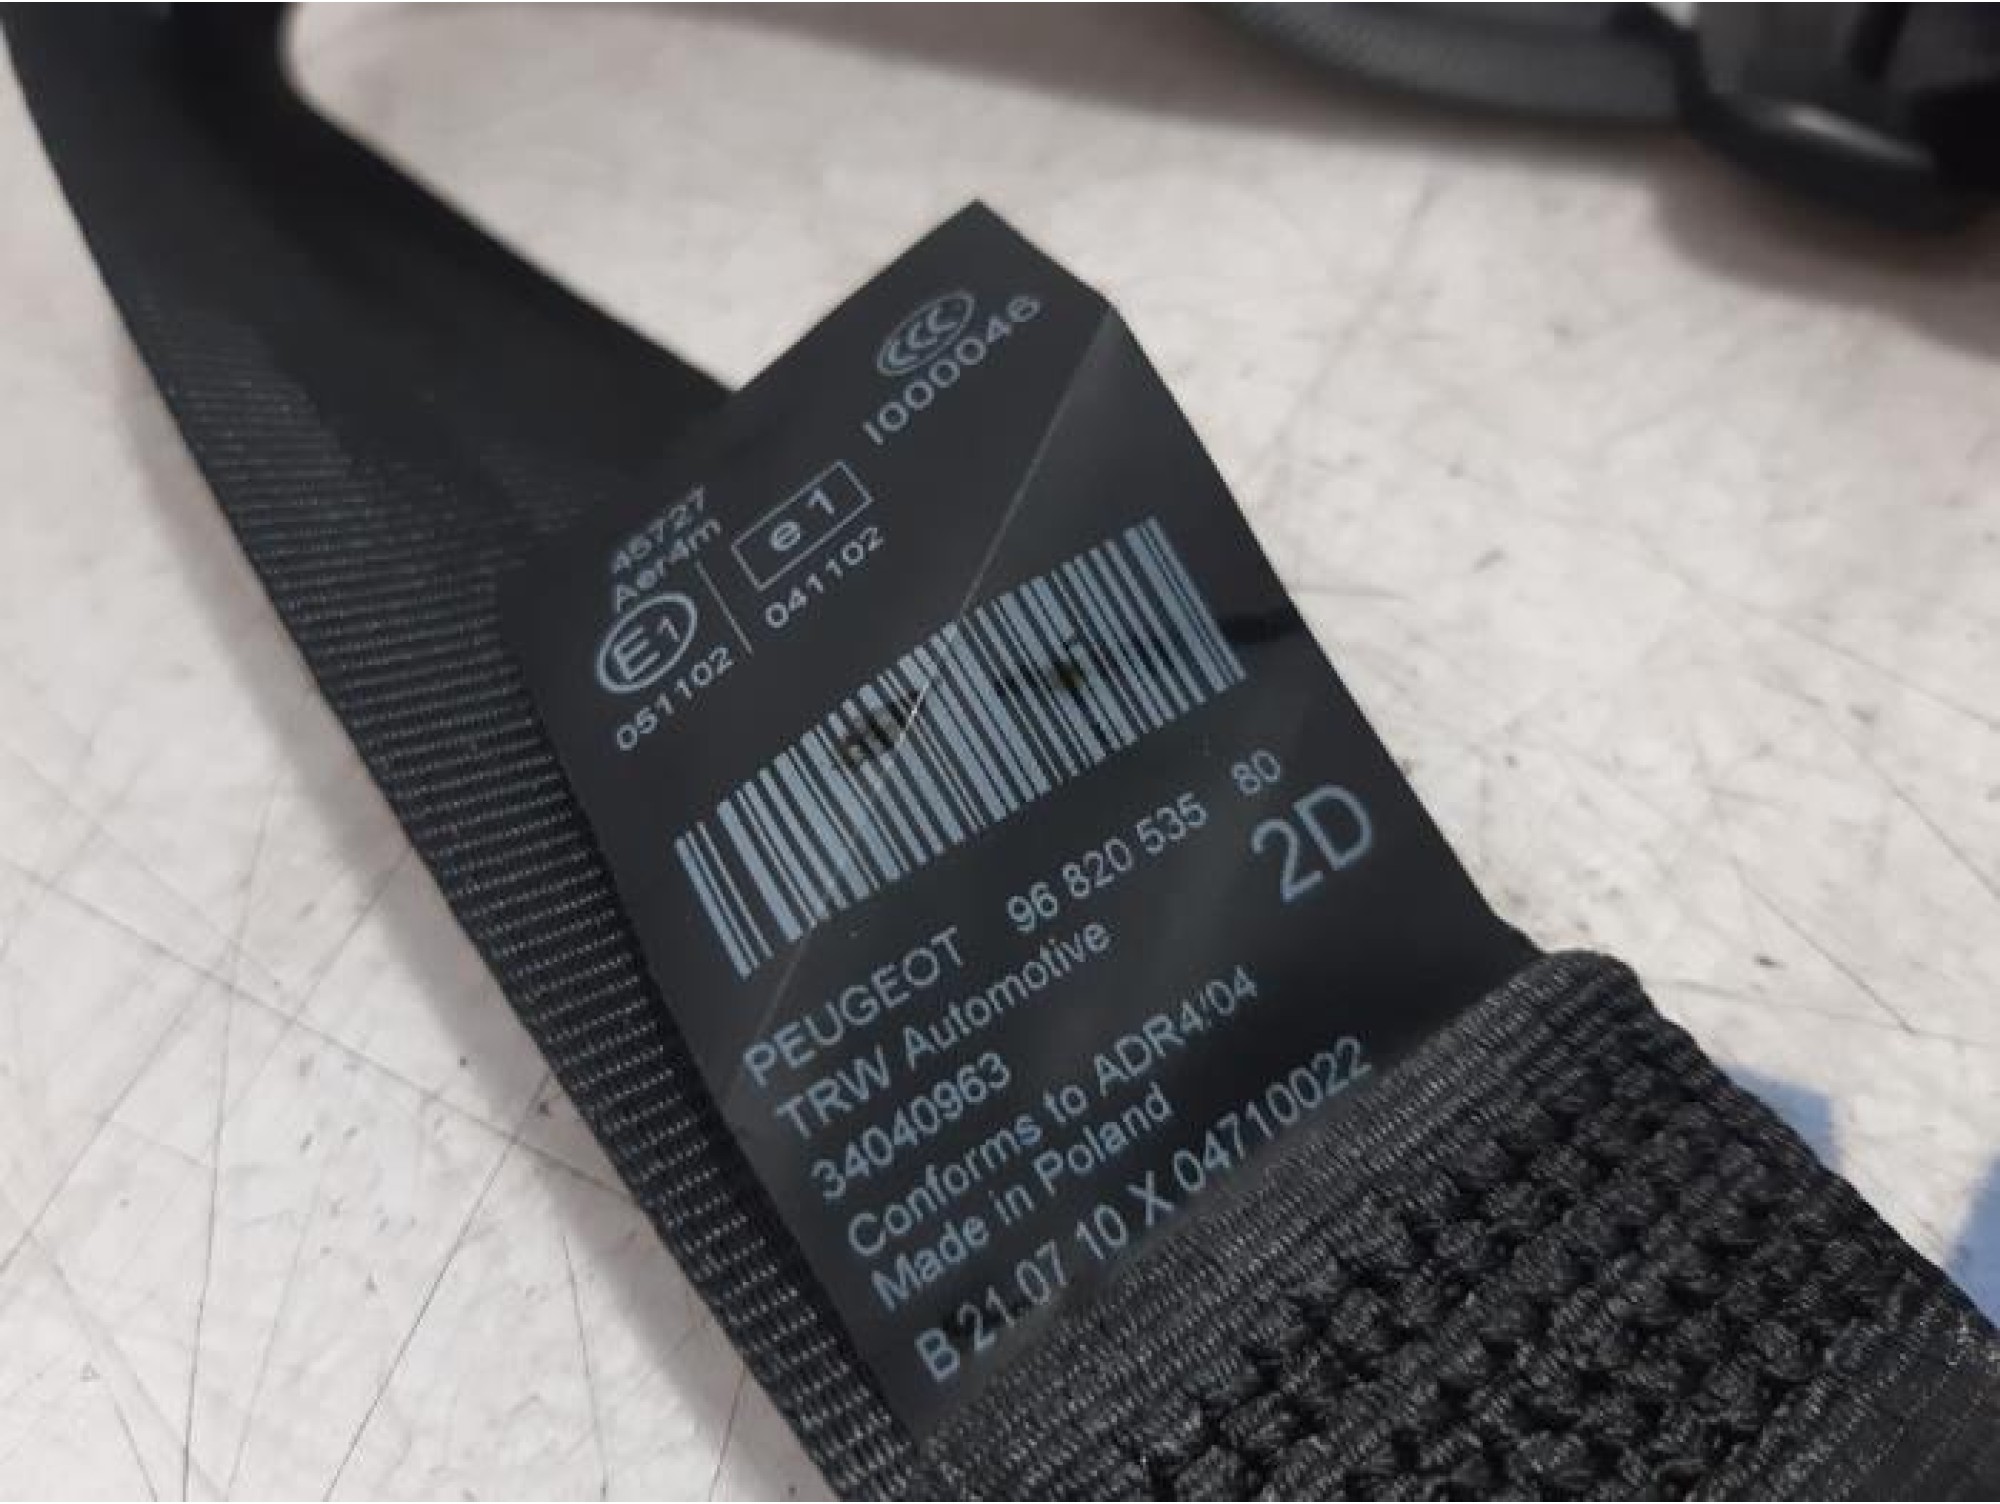 CCC
I000046
45727
Aer4m
E1
051102
e 1
041102
PEUGEOT 96 820 535 80
2D
TRW Automotive
34040963
Conforms to ADR4/04
Made in Poland
B 21.07 10 X 04710022